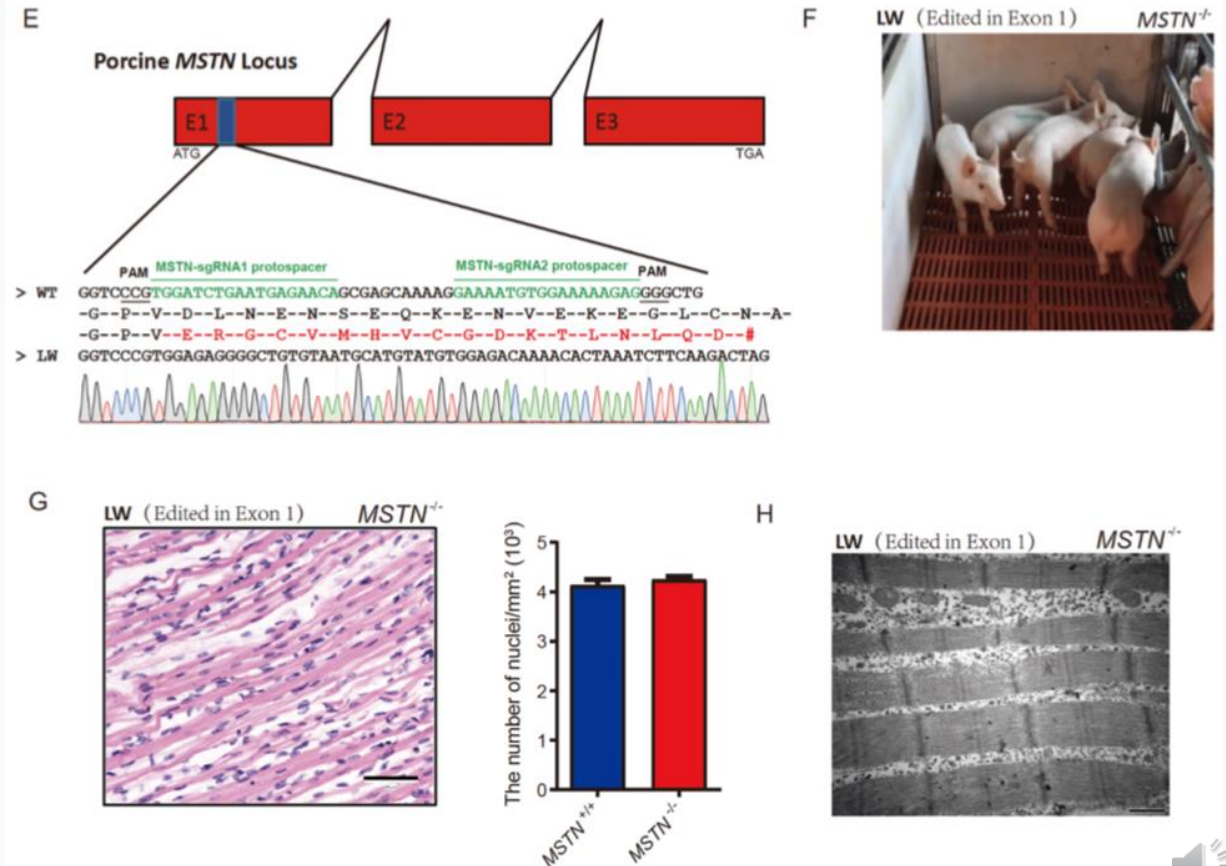 E
Porcine MSTN Locus
E1
E2
E3
ATG
TGA
PAM
MSTN-sgRNA1 protospacer
MSTN-sgRNA2 protospacer
PAM
> WT GGTCCCGTGGATCTGAATGAGAACAGCGAGCAAAAGGAAAATGTGGAAAAAGAGGGGCTG
-G--P--V--D--L--N--E--N--S--E--Q--K--E--N--V--E--K--E--G--L--C--N--A-
-G--P--V--E--R--G--C--V--M--H--V--C--G--D--K--T--L--N--L--Q--D--#
> LW GGTCCCGTGGAGAGGGGCTGTGTAATGCATGTATGTGGAGACAAAACACTAAATCTTCAAGACTAG
F
LW (Edited in Exon 1) MSTN-/-
G
LW (Edited in Exon 1) MSTN-/-
The number of nuclei/mm² (10³)
5
4
3
2
1
0
MSTN+/+
MSTN-/-
H
LW (Edited in Exon 1) MSTN-/-